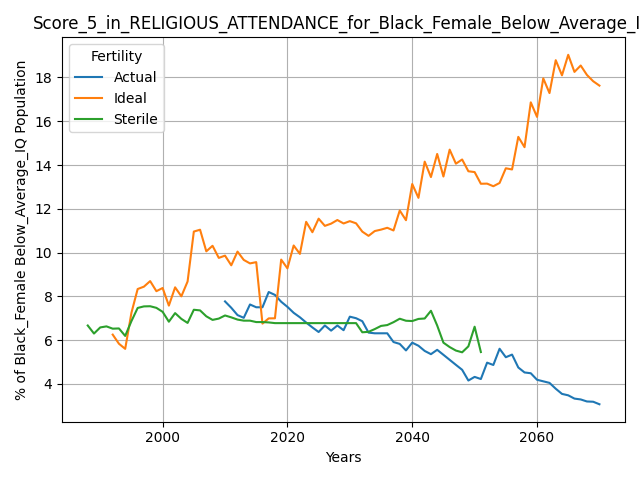 Score_5_in_RELIGIOUS_ATTENDANCE_for_Black_Female_Below_Average_I
Fertility
Actual
Ideal
Sterile
% of Black_Female Below_Average_IQ Population
18
16
14
12
10
8
6
4
2000
2020
2040
2060
Years